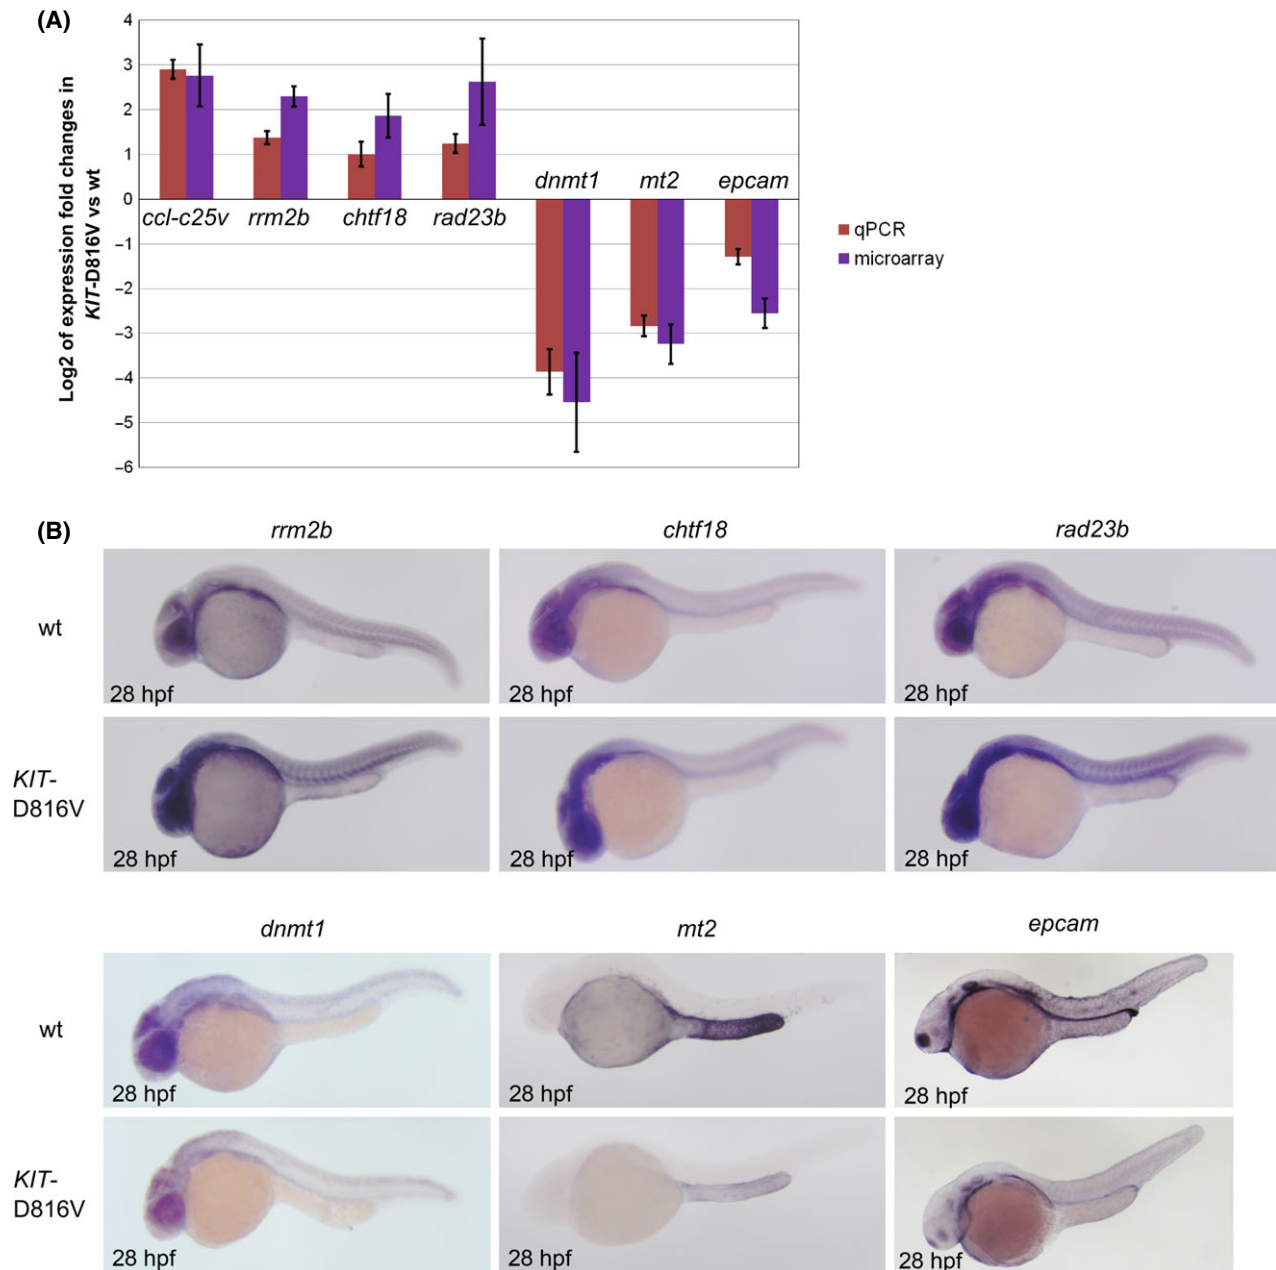 (A)
Log2 of expression fold changes in
KIT-D816V vs wt
4
3
2
1
0
–1
–2
–3
–4
–5
–6
ccl-c25v rrm2b chtf18 rad23b
dnmt1 mt2 epcam
qPCR
microarray
(B)
rrm2b chtf18 rad23b
wt
28 hpf 28 hpf 28 hpf
KIT-
D816V
28 hpf 28 hpf 28 hpf
dnmt1 mt2 epcam
wt
28 hpf 28 hpf 28 hpf
KIT-
D816V
28 hpf 28 hpf 28 hpf